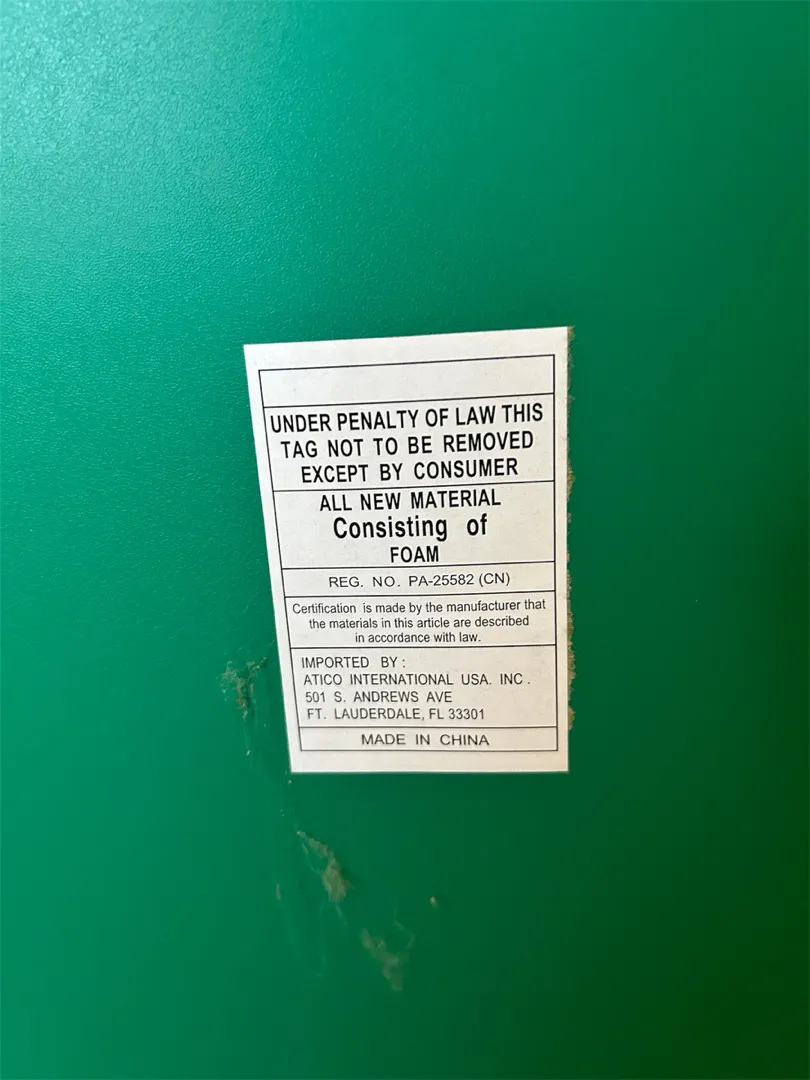 UNDER PENALTY OF LAW THIS
TAG NOT TO BE REMOVED
EXCEPT BY CONSUMER
ALL NEW MATERIAL
Consisting of
FOAM
REG. NO. PA-25582 (CN)
Certification is made by the manufacturer that
the materials in this article are described
in accordance with law.
IMPORTED BY :
ATICO INTERNATIONAL USA. INC .
501 S. ANDREWS AVE
FT. LAUDERDALE, FL 33301
MADE IN CHINA